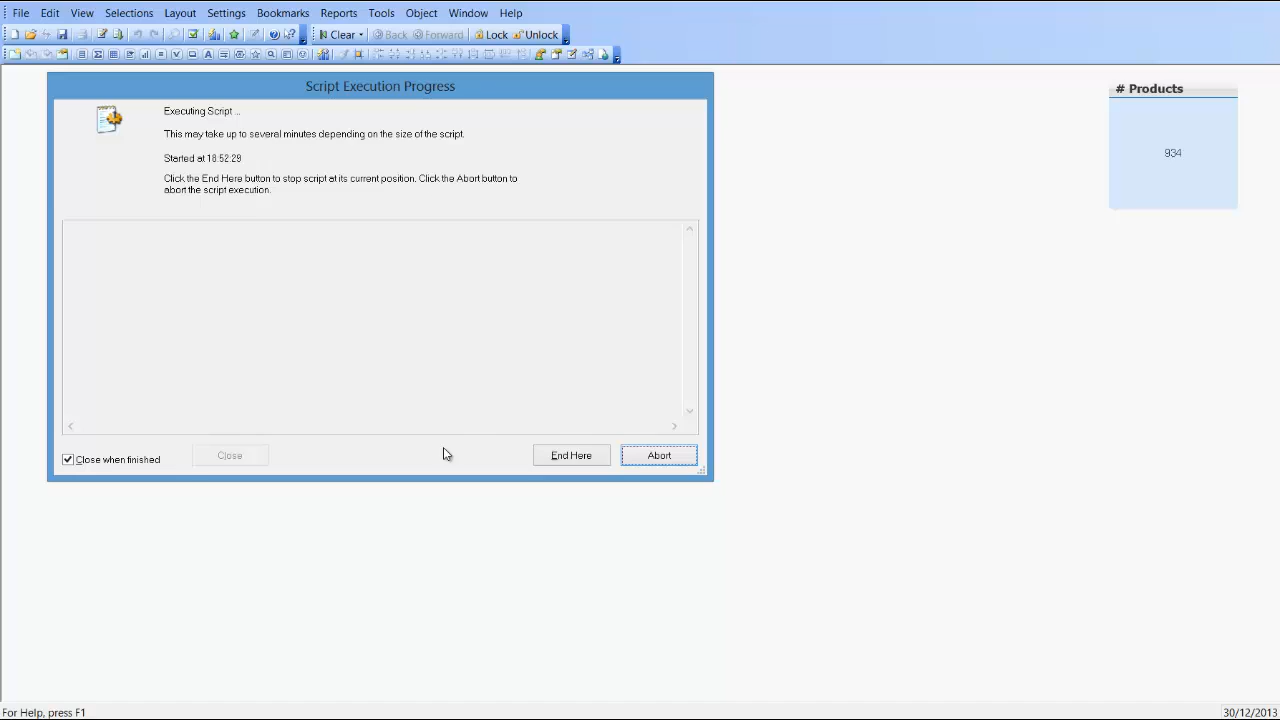 File Edit View Selections Layout Settings Bookmarks Reports Tools Object Window Help
Clear Back Forward Lock Unlock
Script Execution Progress
# Products
Executing Script ...
This may take up to several minutes depending on the size of the script.
934
Started at 18:52:29
Click the End Here button to stop script at its current position. Click the Abort button to
abort the script execution.
Close when finished Close End Here Abort
For Help, press F1 30/12/2013